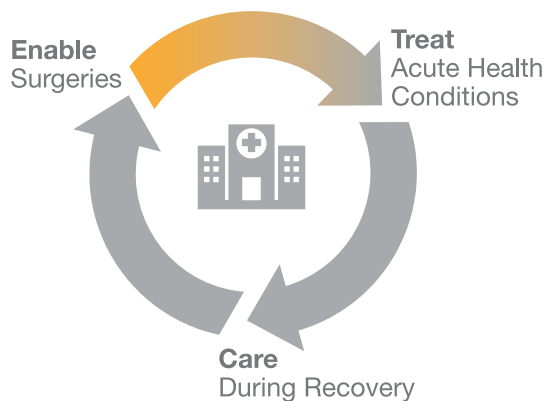 Enable
Surgeries
Treat
Acute Health
Conditions
Care
During Recovery